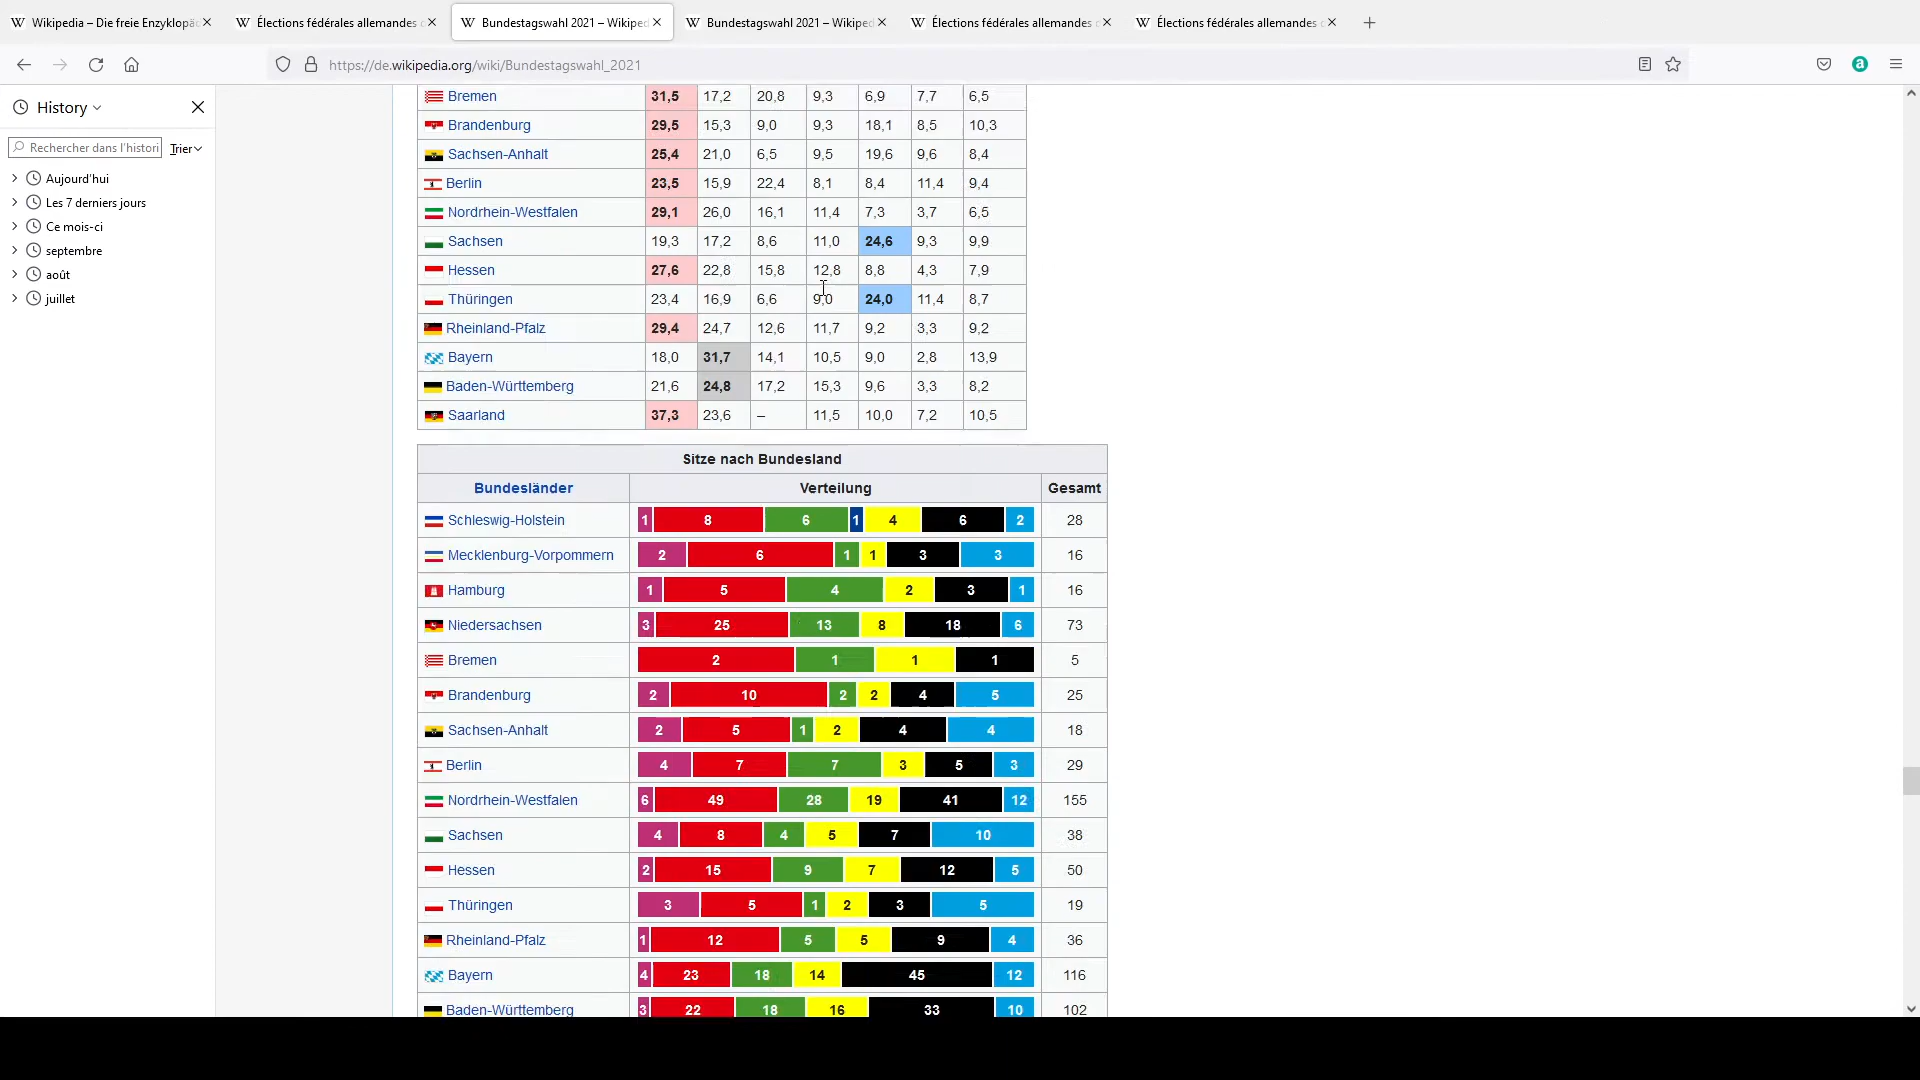 Wikipedia – Die freie Enzyklopäd
Élections fédérales allemandes
Bundestagswahl 2021 – Wikiped
Bundestagswahl 2021 – Wikiped
Élections fédérales allemandes
Élections fédérales allemandes
https://de.wikipedia.org/wiki/Bundestagswahl_2021
History
Rechercher dans l'histori
Trier
Aujourd'hui
Les 7 derniers jours
Ce mois-ci
septembre
août
juillet
Bremen 31,5 17,2 20,8 9,3 6,9 7,7 6,5
Brandenburg 29,5 15,3 9,0 9,3 18,1 8,5 10,3
Sachsen-Anhalt 25,4 21,0 6,5 9,5 19,6 9,6 8,4
Berlin 23,5 15,9 22,4 8,1 8,4 11,4 9,4
Nordrhein-Westfalen 29,1 26,0 16,1 11,4 7,3 3,7 6,5
Sachsen 19,3 17,2 8,6 11,0 24,6 9,3 9,9
Hessen 27,6 22,8 15,8 12,8 8,8 4,3 7,9
Thüringen 23,4 16,9 6,6 9,0 24,0 11,4 8,7
Rheinland-Pfalz 29,4 24,7 12,6 11,7 9,2 3,3 9,2
Bayern 18,0 31,7 14,1 10,5 9,0 2,8 13,9
Baden-Württemberg 21,6 24,8 17,2 15,3 9,6 3,3 8,2
Saarland 37,3 23,6 – 11,5 10,0 7,2 10,5
Sitze nach Bundesland
Bundesländer Verteilung Gesamt
Schleswig-Holstein 1 8 6 1 4 6 2 28
Mecklenburg-Vorpommern 2 6 1 1 3 3 16
Hamburg 1 5 4 2 3 1 16
Niedersachsen 3 25 13 8 18 6 73
Bremen 2 1 1 1 5
Brandenburg 2 10 2 2 4 5 25
Sachsen-Anhalt 2 5 1 2 4 4 18
Berlin 4 7 7 3 5 3 29
Nordrhein-Westfalen 6 49 28 19 41 12 155
Sachsen 4 8 4 5 7 10 38
Hessen 2 15 9 7 12 5 50
Thüringen 3 5 1 2 3 5 19
Rheinland-Pfalz 1 12 5 5 9 4 36
Bayern 4 23 18 14 45 12 116
Baden-Württemberg 3 22 18 16 33 10 102